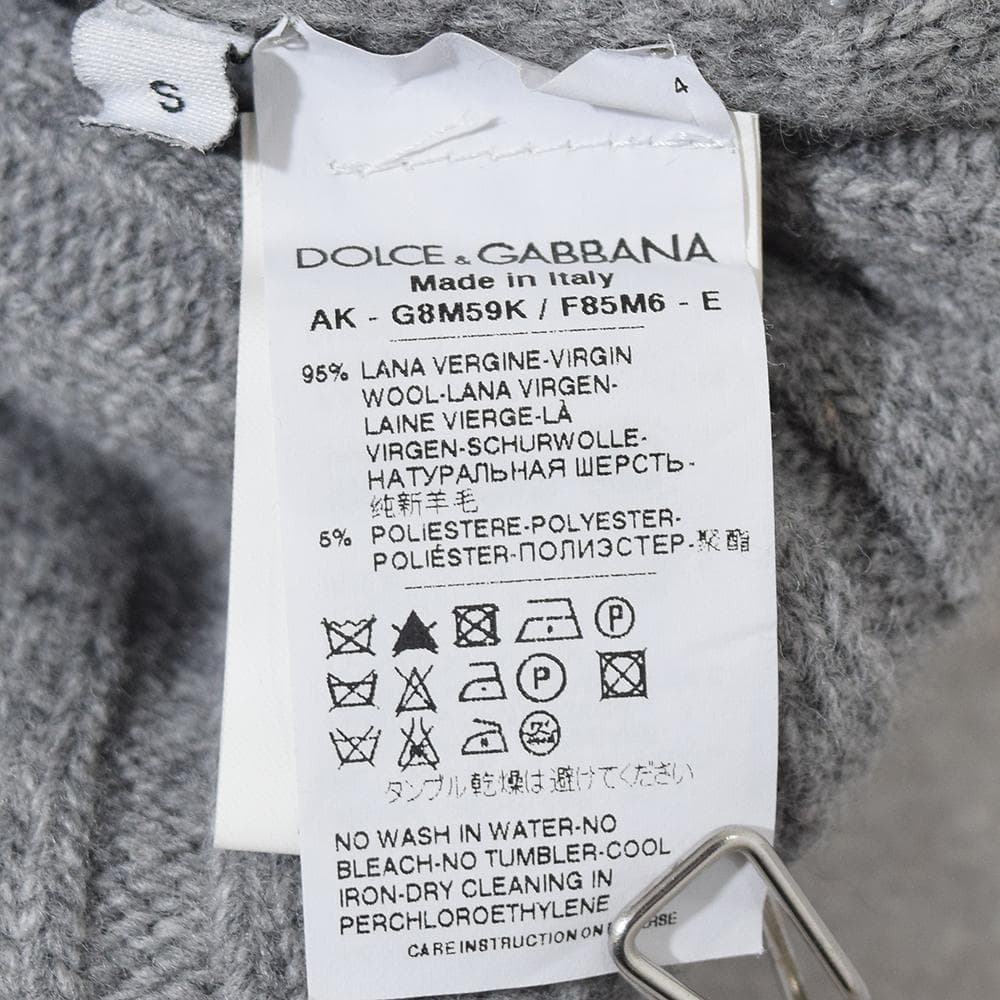 S
4
DOLCE & GABBANA
Made in Italy
AK - G8M59K / F85M6 - E
95% LANA VERGINE-VIRGIN
WOOL-LANA VIRGEN-
LAINE VIERGE-LÀ
VIRGEN-SCHURWOLLE-
НАТУРАЛЬНАЯ ШЕРСТЬ-
纯新羊毛
5% POLIESTERE-POLYESTER-
POLIÉSTER-ПОЛИЭСТЕР-聚酯
P
P
タンブル乾燥は避けてください
NO WASH IN WATER-NO
BLEACH-NO TUMBLER-COOL
IRON-DRY CLEANING IN
PERCHLOROETHYLENE
CARE INSTRUCTION ON